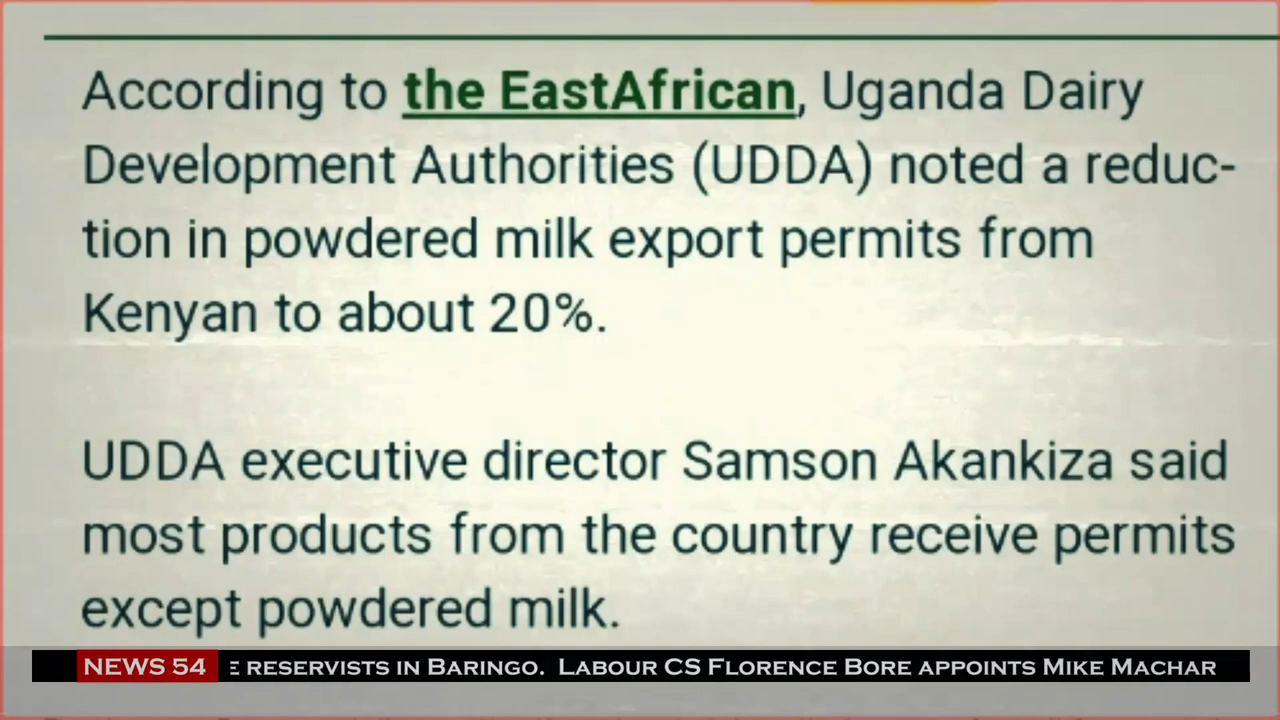 According to the EastAfrican, Uganda Dairy
Development Authorities (UDDA) noted a reduc-
tion in powdered milk export permits from
Kenyan to about 20%.
UDDA executive director Samson Akankiza said
most products from the country receive permits
except powdered milk.
NEWS 54 E RESERVISTS IN BARINGO. LABOUR CS FLORENCE BORE APPOINTS MIKE MACHAR